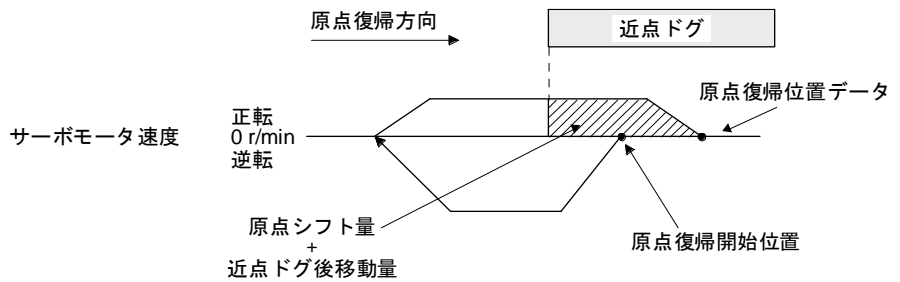 原点復帰方向
近点ドグ
原点復帰位置データ
サーボモータ速度
正転
0 r/min
逆転
原点シフト量
+
近点ドグ後移動量
原点復帰開始位置